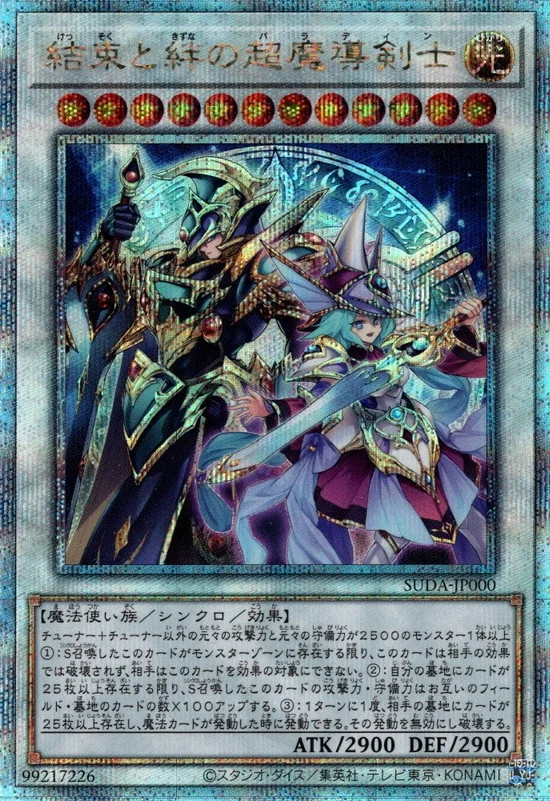 結束と絆の超魔導剣士 光
SUDA-JP000
【魔法使い族／シンクロ／効果】
チューナー＋チューナー以外の元々の攻撃力と元々の守備力が2500のモンスター1体以上
①：S召喚したこのカードがモンスターゾーンに存在する限り、このカードは相手の効果
では破壊されず、相手はこのカードを効果の対象にできない。②：自分の墓地にカードが
25枚以上存在する限り、S召喚したこのカードの攻撃力・守備力はお互いのフィー
ルド・墓地のカードの数×100アップする。③：1ターンに1度、相手の墓地にカードが
25枚以上存在し、魔法カードが発動した時に発動できる。その発動を無効にし破壊する。
ATK/2900 DEF/2900
99217226 ©スタジオ・ダイス／集英社・テレビ東京・KONAMI